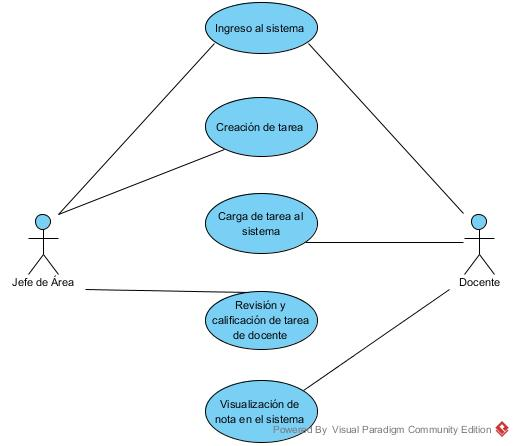 Ingreso al sistema
Creación de tarea
Carga de tarea al
sistema
Jefe de Área
Docente
Revisión y
calificación de tarea
de docente
Visualización de
nota en el sistema
Powered By Visual Paradigm Community Edition